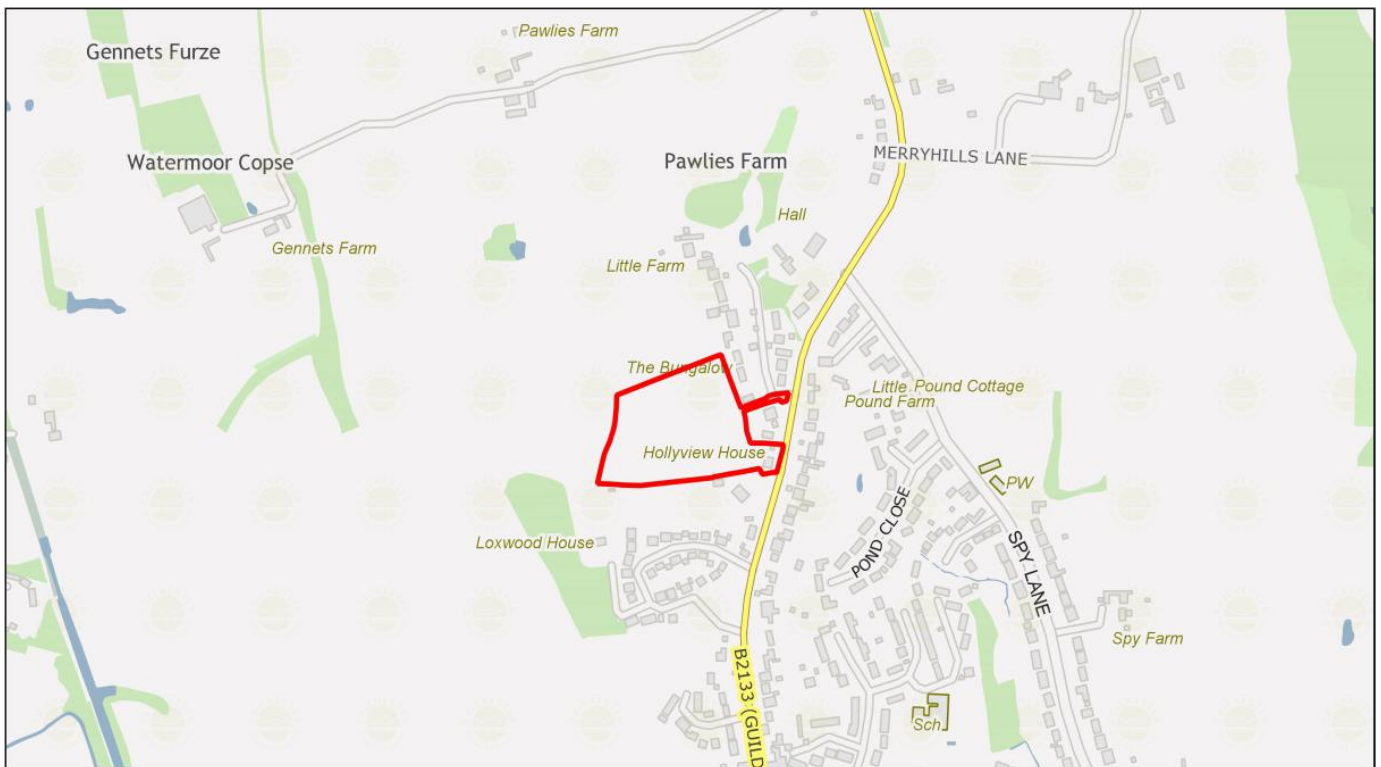 Pawlies Farm
Gennets Furze
Watermoor Copse
Pawlies Farm
MERRYHILLS LANE
Hall
Gennets Farm
Little Farm
The Bungalow
Little Pound Cottage
Pound Farm
Hollyview House
PW
POND CLOSE
SPY LANE
Loxwood House
Spy Farm
B2133 (GUILD
Sch